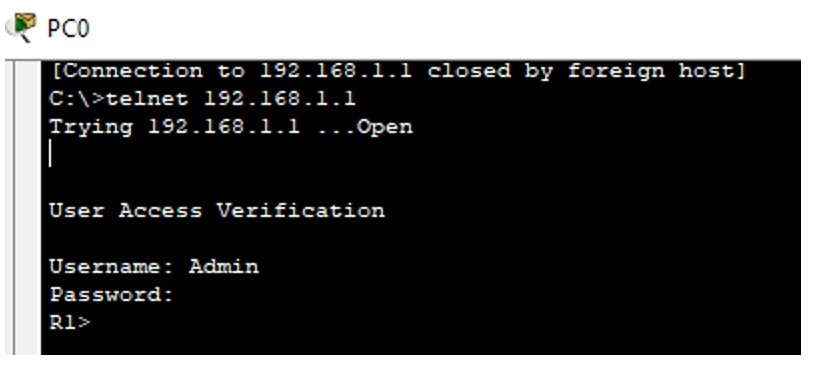 PC0
[Connection to 192.168.1.1 closed by foreign host]
C:\>telnet 192.168.1.1
Trying 192.168.1.1 ...Open
User Access Verification
Username: Admin
Password:
R1>